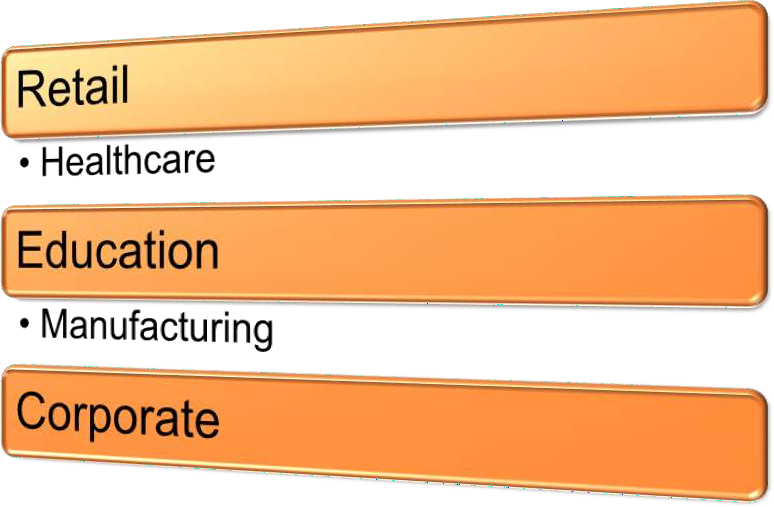 Retail
• Healthcare
Education
• Manufacturing
Corporate